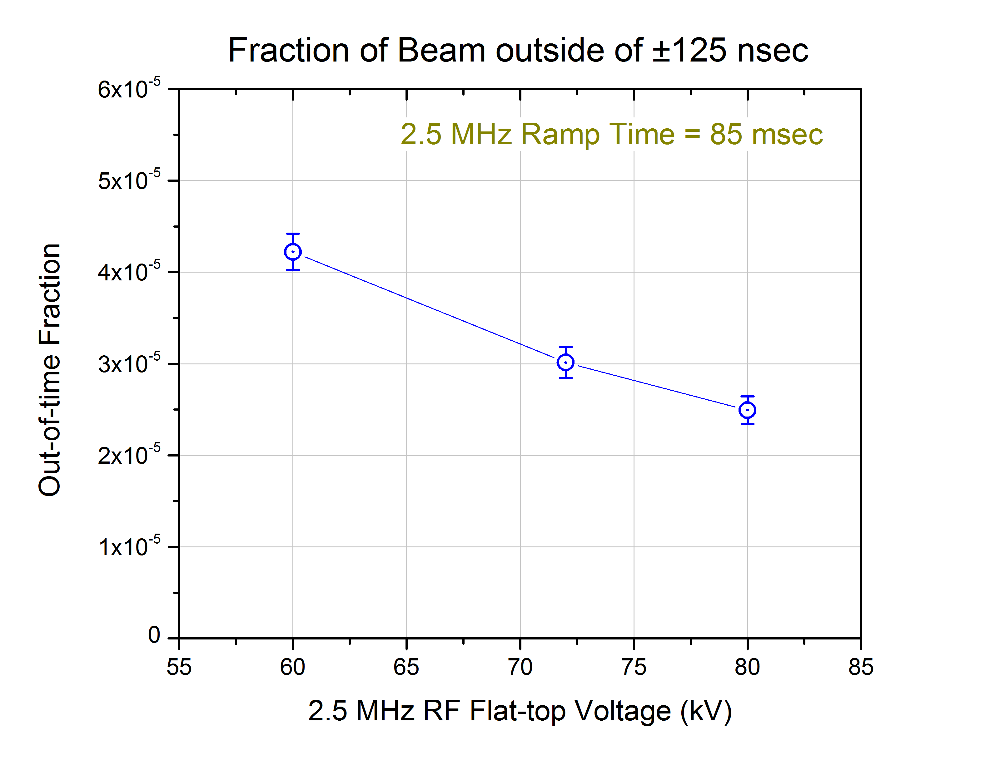 Fraction of Beam outside of ±125 nsec
2.5 MHz Ramp Time = 85 msec
Out-of-time Fraction
6x10⁻⁵
5x10⁻⁵
4x10⁻⁵
3x10⁻⁵
2x10⁻⁵
1x10⁻⁵
0
55 60 65 70 75 80 85
2.5 MHz RF Flat-top Voltage (kV)